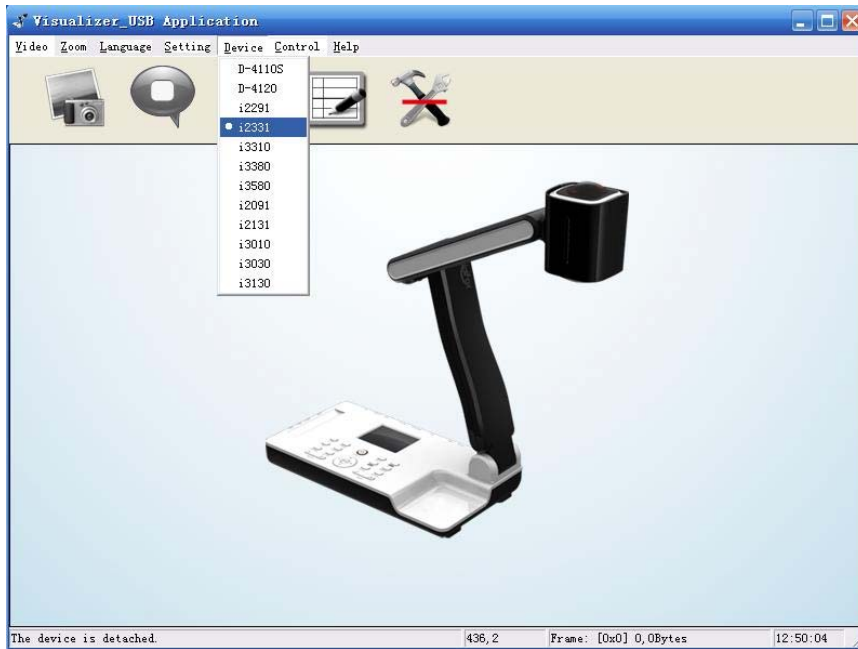 Visualizer_USB Application
Video Zoom Language Setting Device Control Help
D-4110S
D-4120
i2291
i2331
i3310
i3380
i3580
i2091
i2131
i3010
i3030
i3130
The device is detached. 436,2 Frame: [0x0] 0,0Bytes 12:50:04